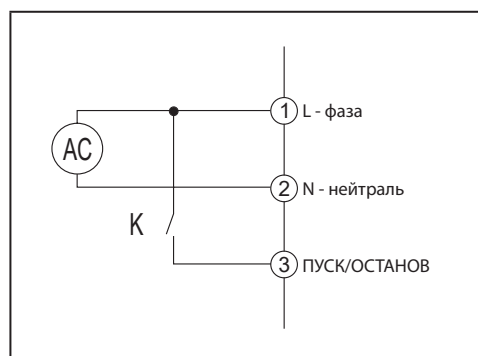 1 L - фаза
AC
2 N - нейтраль
K
3 ПУСК/ОСТАНОВ